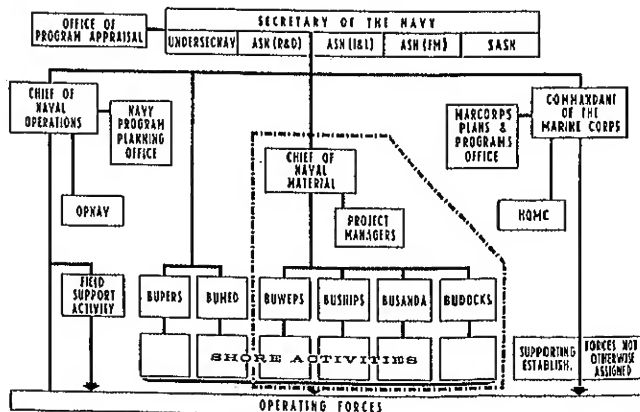 SECRETARY OF THE NAVY
OFFICE OF
PROGRAM APPRAISAL
UNDERSECNAV
ASN (R&D)
ASN (I&L)
ASN (FM)
SASN
CHIEF OF
NAVAL OPERATIONS
NAVY
PROGRAM
PLANNING
OFFICE
OPNAV
MARCORPS
PLANS &
PROGRAMS
OFFICE
COMMANDANT
OF THE
MARINE CORPS
HQMC
CHIEF OF
NAVAL
MATERIAL
PROJECT
MANAGERS
FIELD
SUPPORT
ACTIVITY
BUPERS
BUMED
BUWEPS
BUSHIPS
BUSANDA
BUDOCKS
SHORE ACTIVITIES
SUPPORTING
ESTABLISH.
FORCES NOT
OTHERWISE
ASSIGNED
OPERATING FORCES